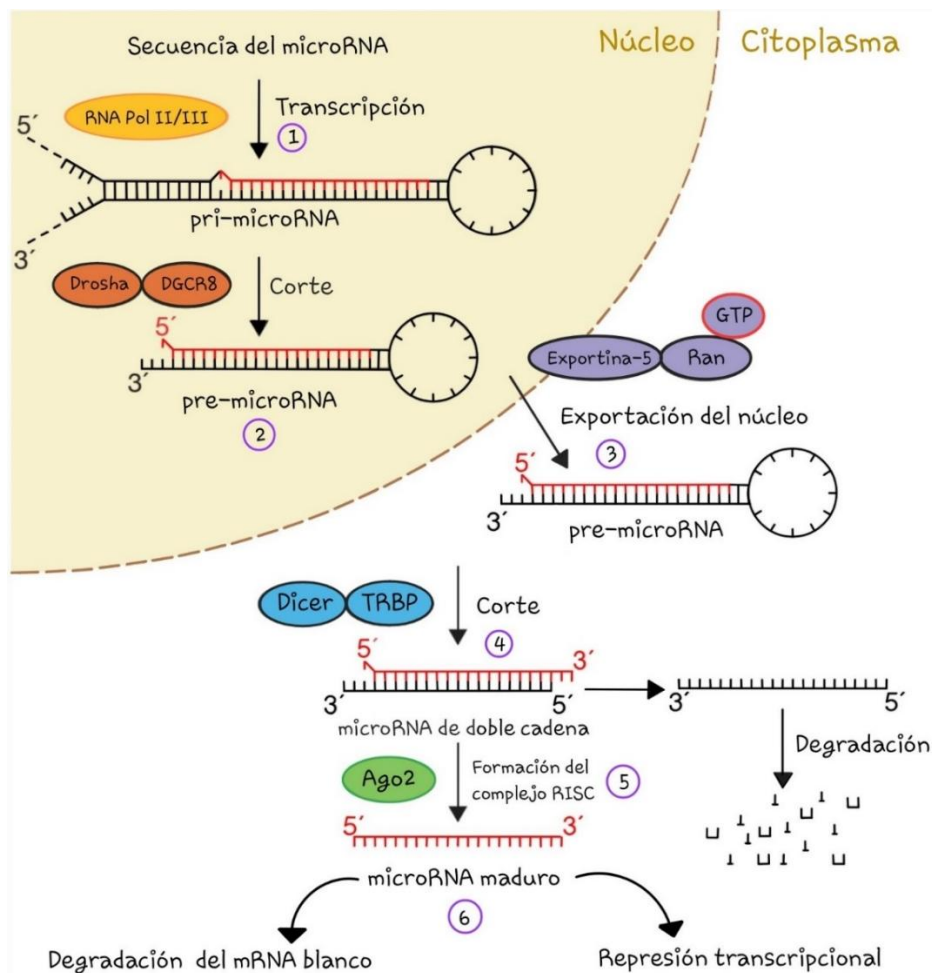 Secuencia del microRNA
Núcleo
Citoplasma
RNA Pol II/III
Transcripción
1
5´
3´
pri-microRNA
Drosha
DGCR8
Corte
5´
3´
pre-microRNA
2
GTP
Exportina-5
Ran
Exportación del núcleo
3
5´
3´
pre-microRNA
Dicer
TRBP
Corte
4
5´
3´
3´
5´
microRNA de doble cadena
3´
5´
Degradación
Ago2
Formación del
complejo RISC
5
5´
3´
microRNA maduro
6
Degradación del mRNA blanco
Represión transcripcional